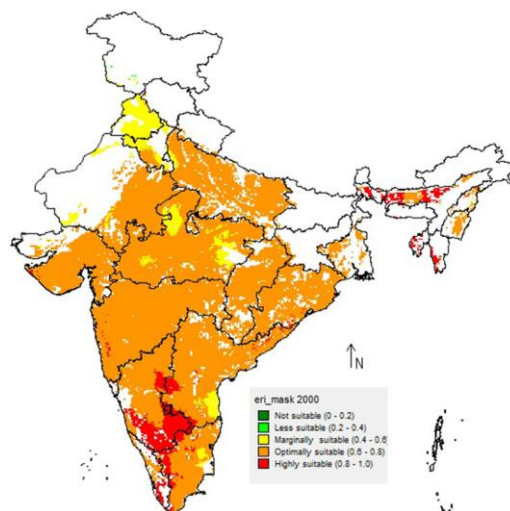 N
eri_mask 2000
Not suitable (0 - 0.2)
Less suitable (0.2 - 0.4)
Marginally suitable (0.4 - 0.6
Optimally suitable (0.6 - 0.8)
Highly suitable (0.8 - 1.0)